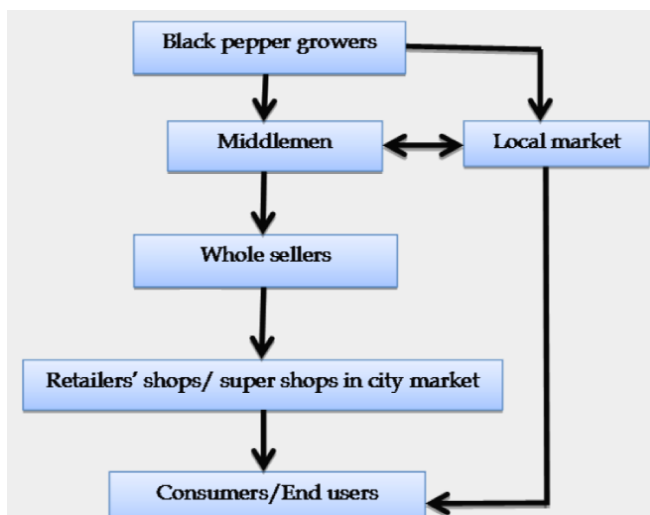 Black pepper growers
Middlemen
Local market
Whole sellers
Retailers’ shops/ super shops in city market
Consumers/End users